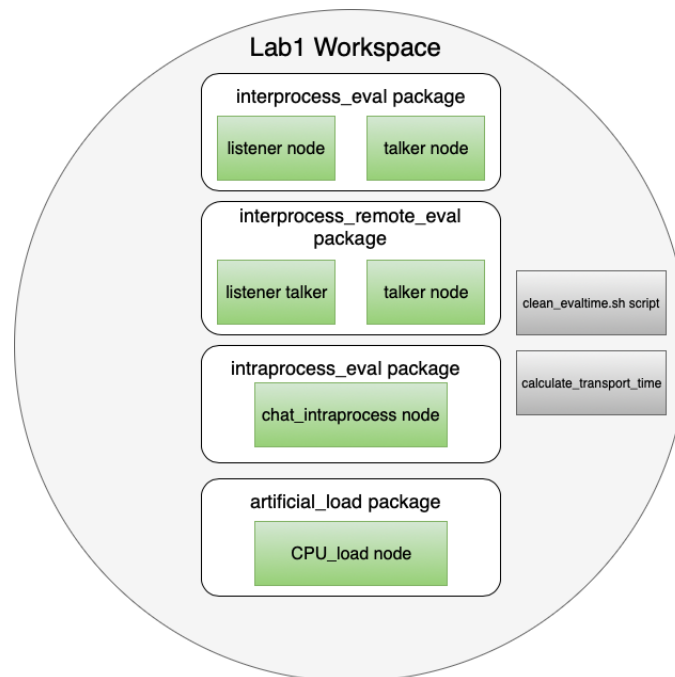 Lab1 Workspace
interprocess_eval package
listener node
talker node
interprocess_remote_eval
package
listener talker
talker node
clean_evaltime.sh script
intraprocess_eval package
calculate_transport_time
chat_intraprocess node
artificial_load package
CPU_load node